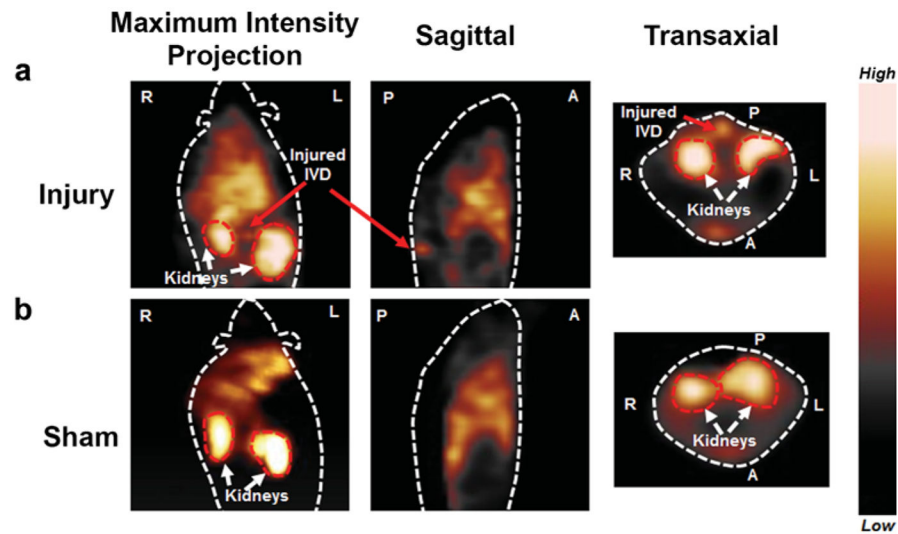 Maximum Intensity
Projection
Sagittal
Transaxial
a
High
R
L
P
A
Injured
IVD
P
R
L
Kidneys
A
Injured
IVD
Injury
Kidneys
b
R
L
P
A
P
R
L
Kidneys
A
Sham
Kidneys
Low